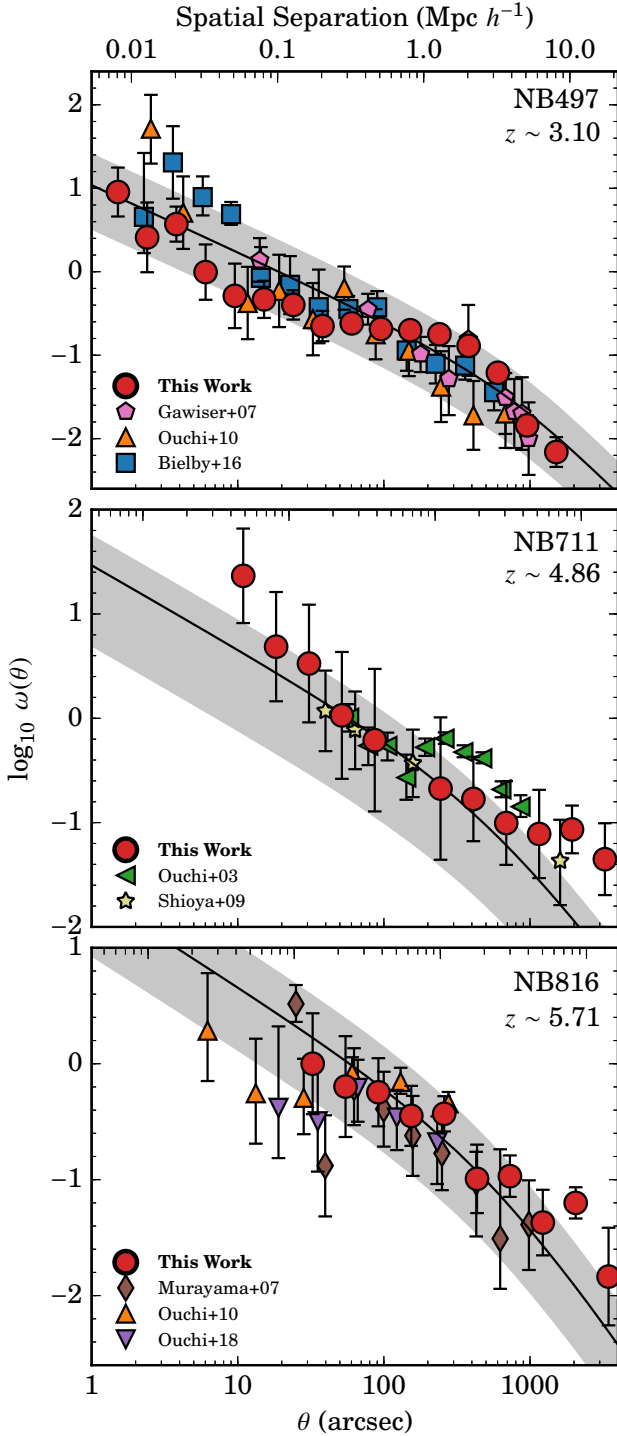 Spatial Separation (Mpc h⁻¹)
0.01 0.1 1.0 10.0
2
1
0
−1
−2
NB497
z ∼ 3.10
This Work
Gawiser+07
Ouchi+10
Bielby+16
2
1
0
−1
−2
log₁₀ ω(θ)
NB711
z ∼ 4.86
This Work
Ouchi+03
Shioya+09
1
0
−1
−2
NB816
z ∼ 5.71
This Work
Murayama+07
Ouchi+10
Ouchi+18
1 10 100 1000
θ (arcsec)